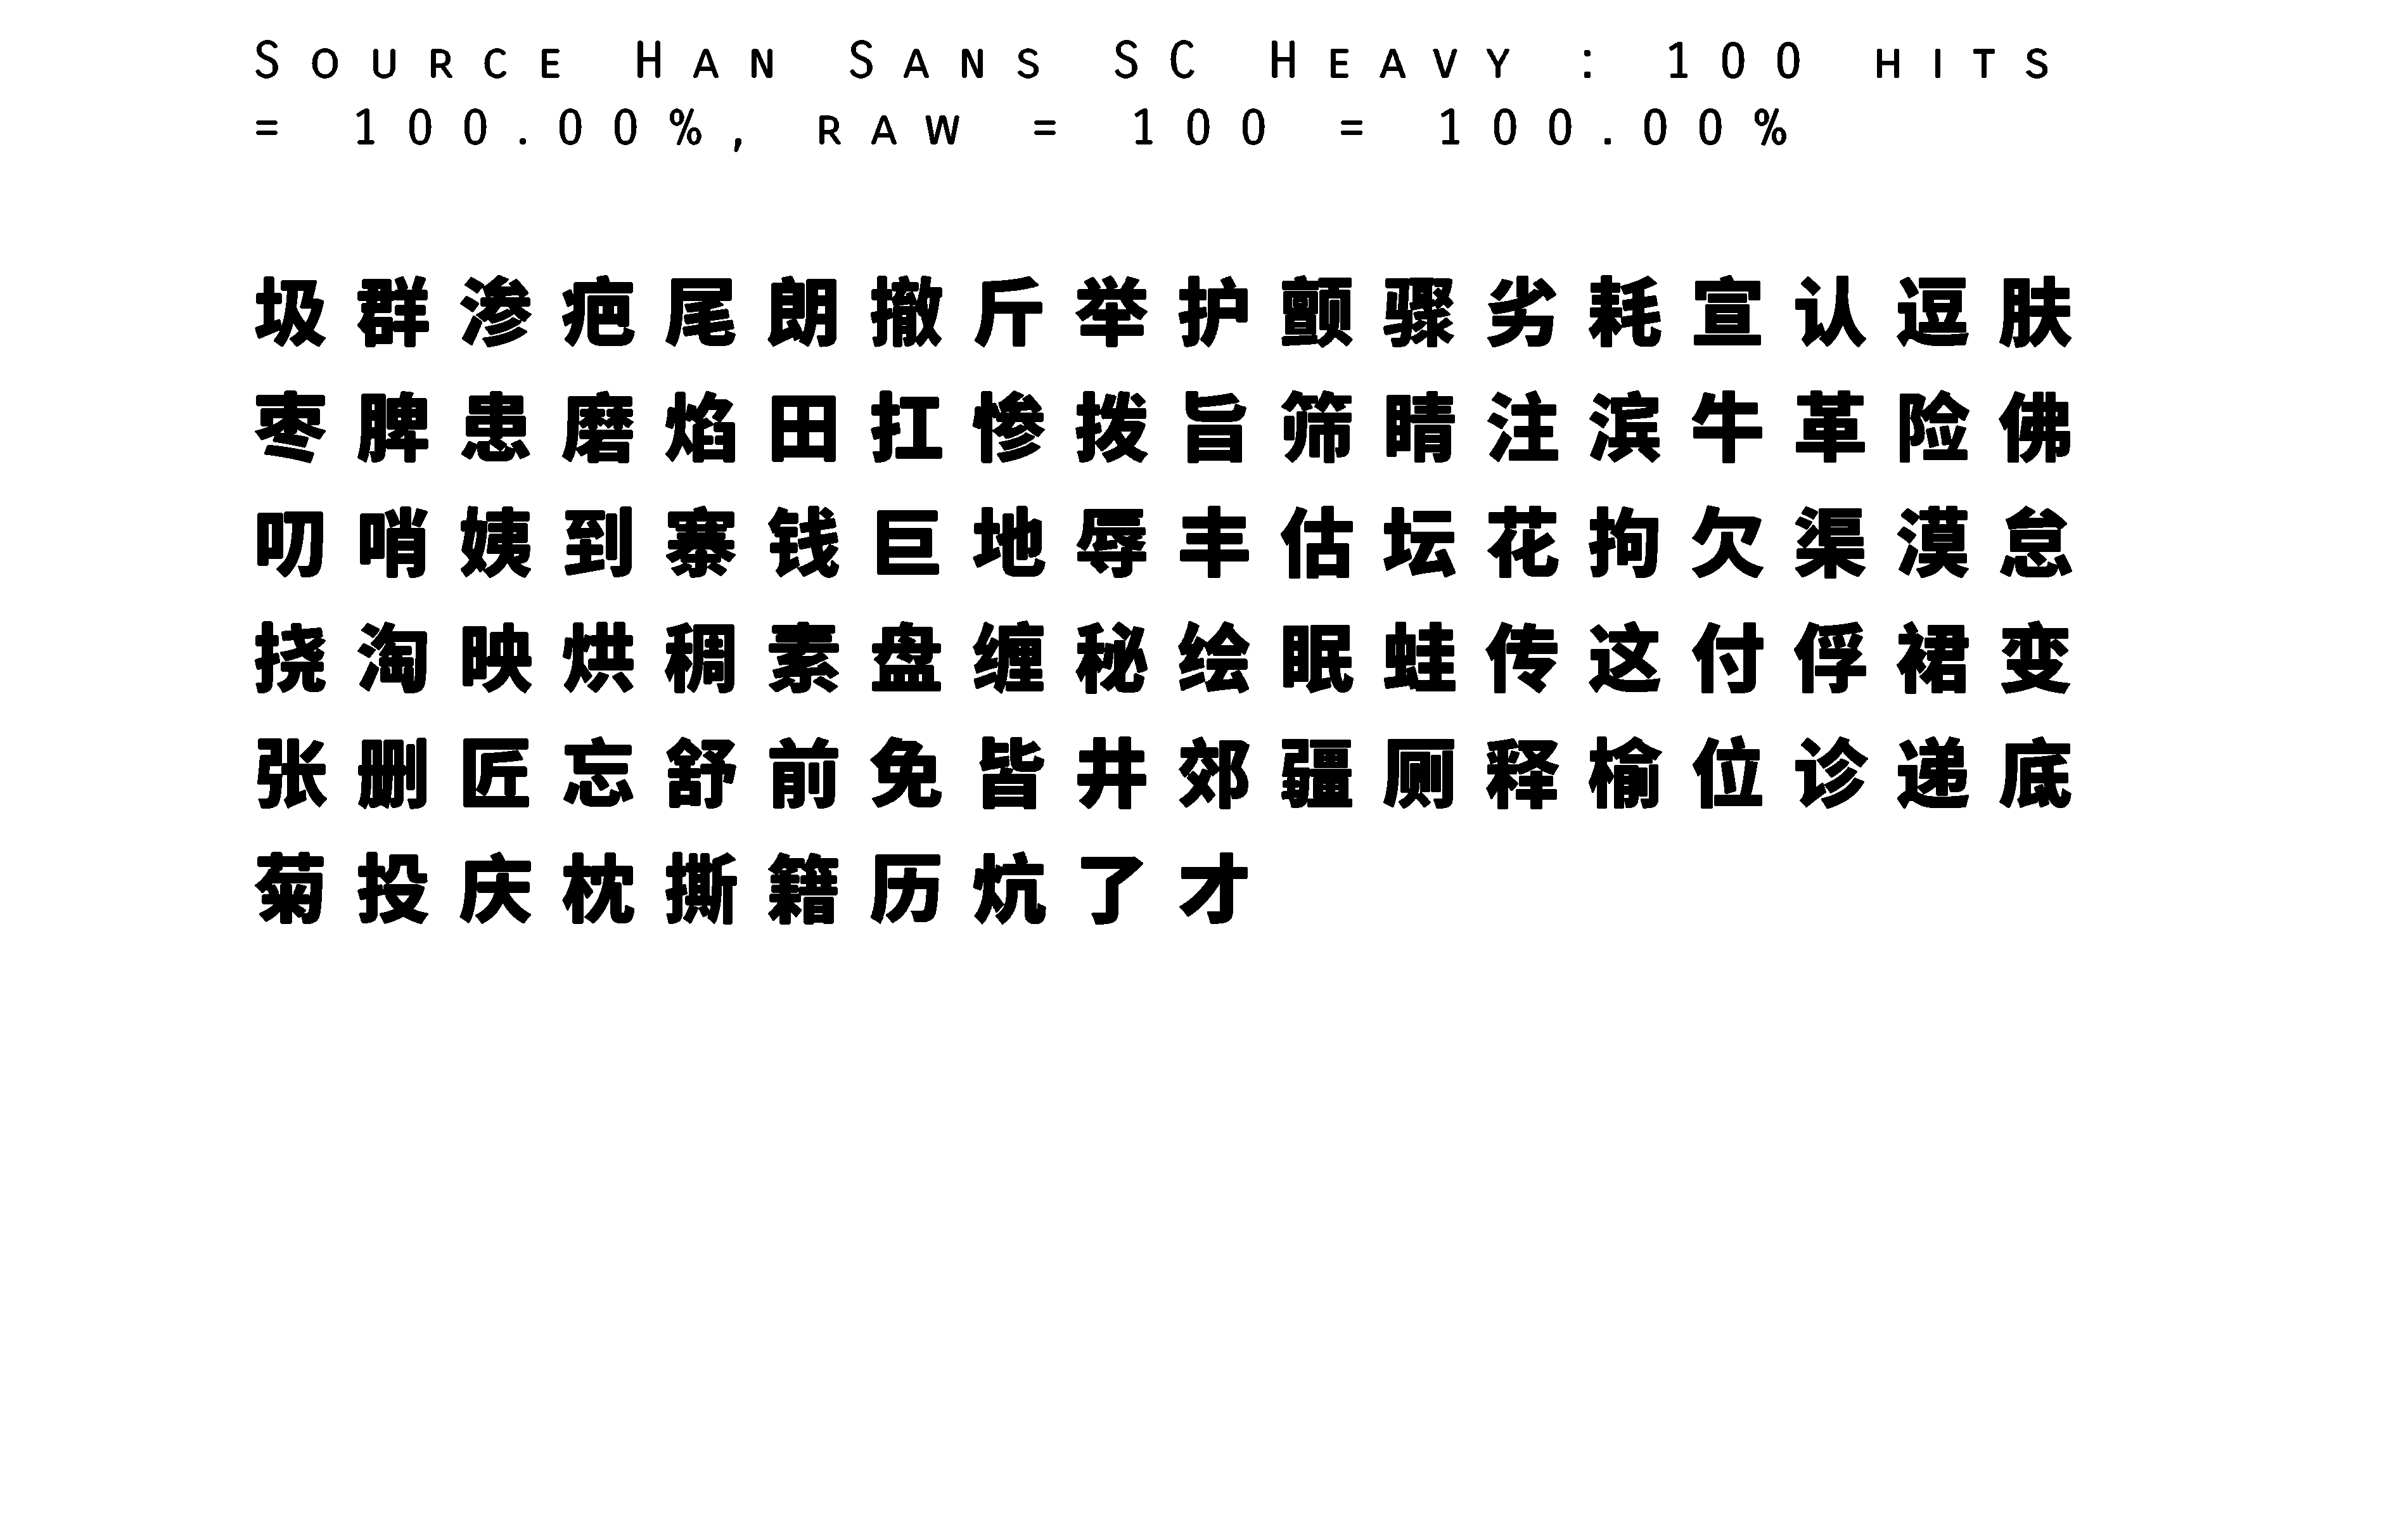 Source Han Sans SC Heavy : 100 hits
= 100.00%, raw = 100 = 100.00%
圾群渗疤尾朗撤斤举护颤骤劣耗宣认逗肤
枣脾患磨焰田扛惨拨旨筛睛注滨牛革险佛
叨哨姨到寨钱巨地辱丰估坛花拘欠渠漠怠
挠淘映烘稠素盘缠秘绘眠蛙传这付俘裙变
张删匠忘舒前免皆井郊疆厕释榆位诊递底
菊投庆枕撕籍历炕了才